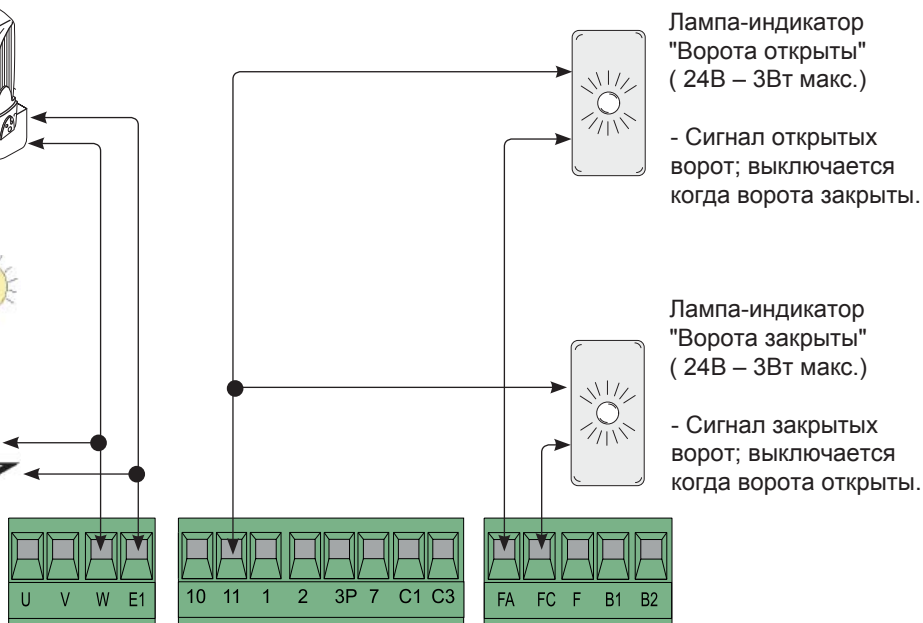 Лампа-индикатор
"Ворота открыты"
( 24В – 3Вт макс.)
- Сигнал открытых
ворот; выключается
когда ворота закрыты.
Лампа-индикатор
"Ворота закрыты"
( 24В – 3Вт макс.)
- Сигнал закрытых
ворот; выключается
когда ворота открыты.
U V W E1 10 11 1 2 3P 7 C1 C3 FA FC F B1 B2